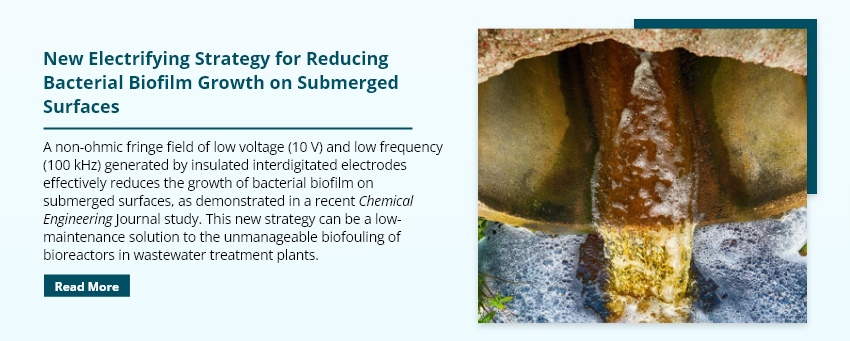 New Electrifying Strategy for Reducing
Bacterial Biofilm Growth on Submerged
Surfaces
A non-ohmic fringe field of low voltage (10 V) and low frequency
(100 kHz) generated by insulated interdigitated electrodes
effectively reduces the growth of bacterial biofilm on
submerged surfaces, as demonstrated in a recent Chemical
Engineering Journal study. This new strategy can be a low-
maintenance solution to the unmanageable biofouling of
bioreactors in wastewater treatment plants.
Read More